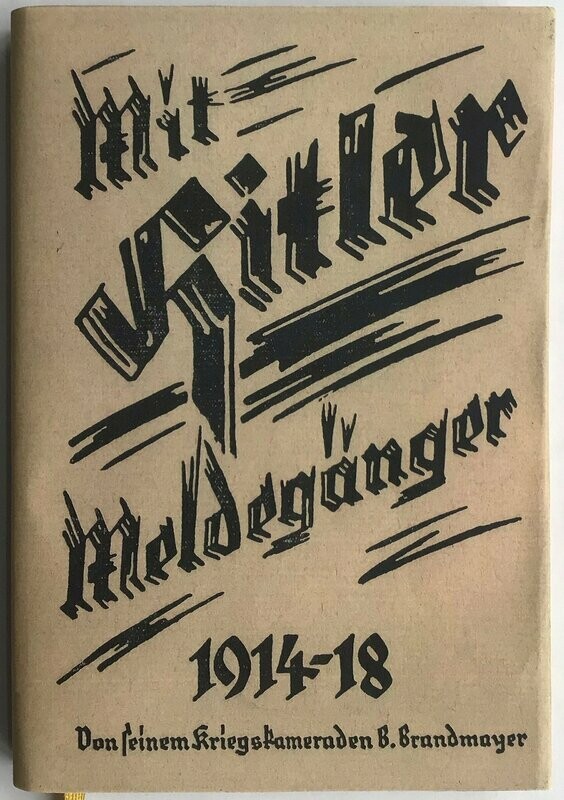 Mit
Hitler
Meldegänger
1914-18
Von seinem Kriegskameraden B. Brandmayer